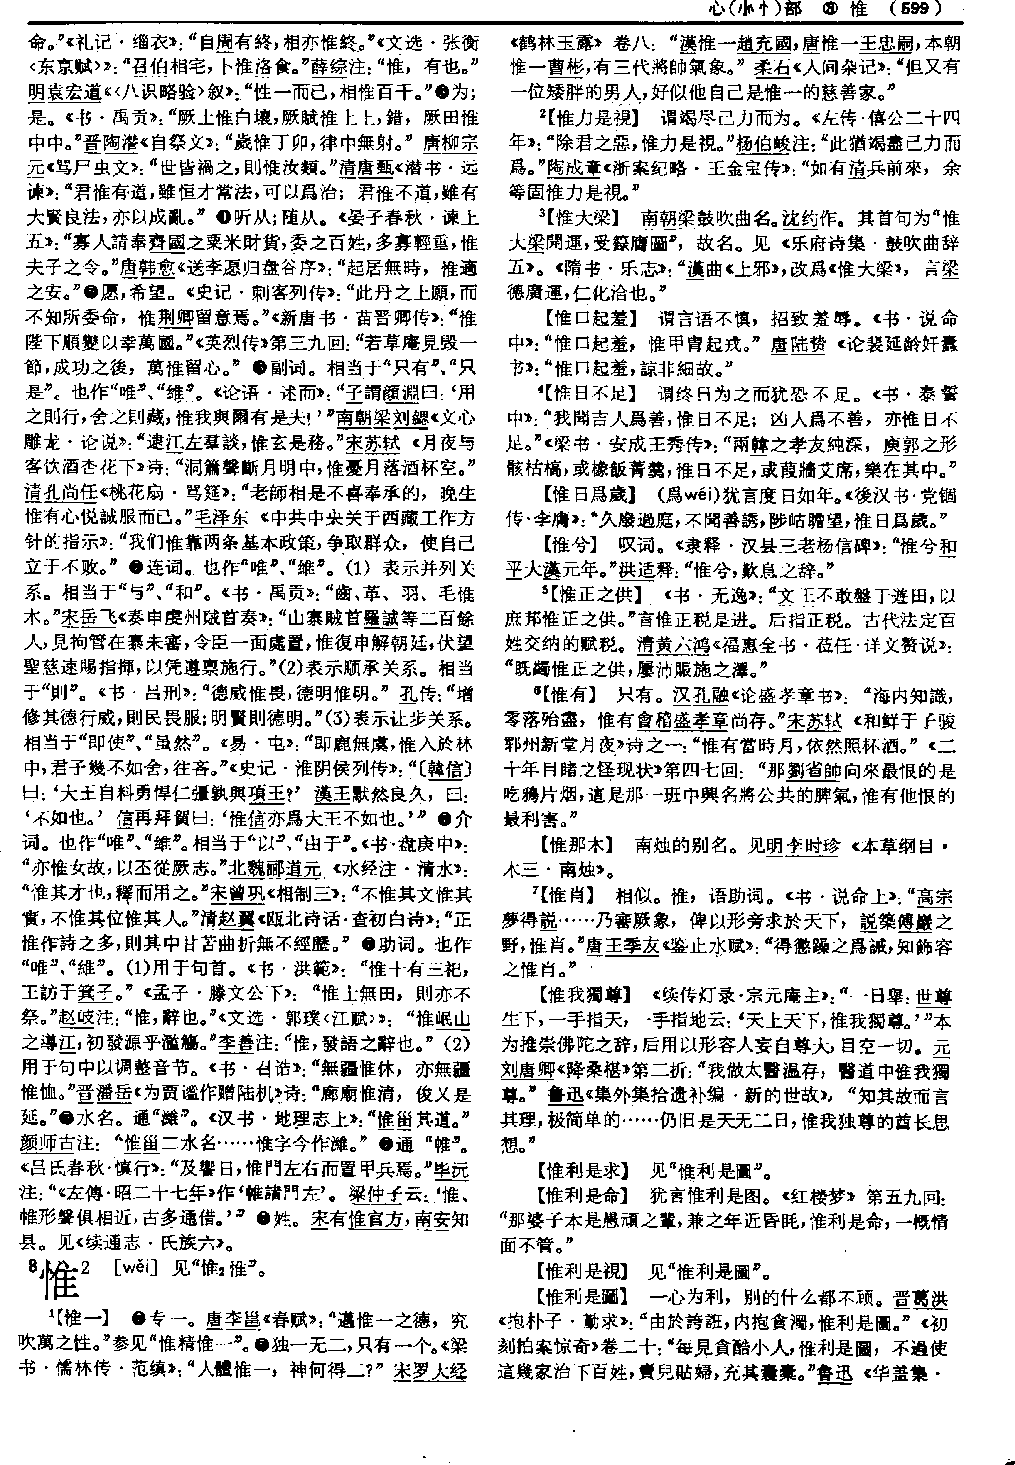 心(小忄)部 ⑧ 惟 (599)
命。”《礼记·缁衣》：“自周有終，相亦惟終。”《文选·张衡
〈东京赋〉》：“召伯相宅，卜惟洛食。”薛综注：“惟，有也。”
明袁宏道《〈八识略验〉叙》：“性一而已，相惟百千。”为；
是。《书·禹贡》：“厥土惟白壤，厥賦惟上上，錯，厥田惟
中中。”晋陶潜《自祭文》：“歲惟丁卯，律中無射。”唐柳宗
元《骂尸虫文》：“世皆禍之，則惟汝類。”清唐甄《潜书·远
谏》：“君惟有道，雖恒才常法，可以爲治；君惟不道，雖有
大賢良法，亦以成亂。”听从；随从。《晏子春秋·谏上
五》：“寡人請奉齊國之粟米財貨，委之百姓，多寡輕重，惟
夫子之令。”唐韩愈《送李愿归盘谷序》：“起居無時，惟適
之安。”愿，希望。《史记·刺客列传》：“此丹之上願，而
不知所委命，惟荆卿留意焉。”《新唐书·苗晋卿传》：“惟
陛下順變以幸萬國。”《英烈传》第三九回：“若草庵見毀一
節，成功之後，萬惟留心。”副词。相当于“只有”、“只
是”。也作“唯”、“维”。《论语·述而》：“子謂顔淵曰：‘用
之則行，舍之則藏，惟我與爾有是夫！’”南朝梁刘勰《文心
雕龙·论说》：“逮江左羣談，惟玄是務。”宋苏轼《月夜与
客饮酒杏花下》诗：“洞簫聲斷月明中，惟憂月落酒杯空。”
清孔尚任《桃花扇·骂筵》：“老師相是不喜奉承的，晚生
惟有心悦誠服而已。”毛泽东《中共中央关于西藏工作方
针的指示》：“我们惟靠两条基本政策，争取群众，使自己
立于不败。”连词。也作“唯”、“維”。(1) 表示并列关
系。相当于“与”、“和”。《书·禹贡》：“齒、革、羽、毛惟
木。”宋岳飞《奏申虔州贼首奏》：“山寨賊首羅誠等二百餘
人，見拘管在寨未審，令臣一面處置，惟復申解朝廷，伏望
聖慈速賜指揮，以凭遵禀施行。”(2)表示顺承关系。相当
于“則”。《书·吕刑》：“德威惟畏，德明惟明。”孔传：“增
修其德行威，則民畏服；明賢則德明。”(3)表示让步关系。
相当于“即使”、“虽然”。《易·屯》：“即鹿無虞，惟入於林
中，君子幾不如舍，往吝。”《史记·淮阴侯列传》：“〔韓信〕
曰：‘大王自料勇悍仁彊孰與項王？’漢王默然良久，曰：
‘不如也。’信再拜賀曰：‘惟信亦爲大王不如也。’”介
词。也作“唯”、“維”。相当于“以”、“由于”。《书·盘庚中》：
“亦惟女故，以丕從厥志。”北魏郦道元《水经注·清水》：
“惟其才也，釋而用之。”宋曾巩《相制三》：“不惟其文惟其
實，不惟其位惟其人。”清赵翼《瓯北诗话·查初白诗》：“正
惟作詩之多，則其中甘苦曲折無不經歷。”助词。也作
“唯”、“維”。(1)用于句首。《书·洪範》：“惟十有三祀，
王訪于箕子。”《孟子·滕文公下》：“惟士無田，則亦不
祭。”赵岐注：“惟，辭也。”《文选·郭璞〈江赋〉》：“惟岷山
之導江，初發源乎濫觴。”李善注：“惟，發語之辭也。”(2)
用于句中以调整音节。《书·召诰》：“無疆惟休，亦無疆
惟恤。”晋潘岳《为贾谧作赠陆机》诗：“廊廟惟清，俊乂是
延。”水名。通“濰”。《汉书·地理志上》：“惟甾其道。”
颜师古注：“惟甾二水名……惟字今作濰。”通“帷”。
《吕氏春秋·慎行》：“及饗日，惟門左右而置甲兵焉。”毕沅
注：“《左傳·昭二十七年》作‘帷諸門左’。梁仲子云：‘惟、
帷形聲俱相近，古多通借。’”姓。宋有惟官方，南安知
县。见《续通志·氏族六》。
8惟2 [wěi] 见“惟2惟”。
1【惟一】 专一。唐李邕《春赋》：“邁惟一之德，究
吹萬之性。”参见“惟精惟一”。独一无二，只有一个。《梁
书·儒林传·范缜》：“人體惟一，神何得二？”宋罗大经
《鹤林玉露》卷八：“漢惟一趙充國，唐惟一王忠嗣，本朝
惟一曹彬，有三代將帥氣象。”柔石《人间杂记》：“但又有
一位矮胖的男人，好似他自己是惟一的慈善家。”
2【惟力是視】 谓竭尽己力而为。《左传·僖公二十四
年》：“除君之惡，惟力是視。”杨伯峻注：“此猶竭盡己力而
爲。”陶成章《浙案纪略·王金宝传》：“如有清兵前來，余
等固惟力是視。”
3【惟大梁】 南朝梁鼓吹曲名。沈约作。其首句为“惟
大梁開運，受籙膺圖”，故名。见《乐府诗集·鼓吹曲辞
五》。《隋书·乐志》：“漢曲《上邪》，改爲《惟大梁》，言梁
德廣運，仁化洽也。”
【惟口起羞】 谓言语不慎，招致羞辱。《书·说命
中》：“惟口起羞，惟甲胄起戎。”唐陆贽《论裴延龄奸蠹
书》：“惟口起羞，諒非細故。”
4【惟日不足】 谓终日为之而犹恐不足。《书·泰誓
中》：“我聞吉人爲善，惟日不足；凶人爲不善，亦惟日不
足。”《梁书·安成王秀传》：“兩韓之孝友純深，庾郭之形
骸枯槁，或橡飯菁羹，惟日不足，或葭牆艾席，樂在其中。”
【惟日爲歲】 (爲wéi)犹言度日如年。《後汉书·党锢
传·李膺》：“久廢過庭，不聞善誘，陟岵瞻望，惟日爲歲。”
【惟兮】 叹词。《隶释·汉县三老杨信碑》：“惟兮和
平大漢元年。”洪适释：“惟兮，歎息之辞。”
5【惟正之供】 《书·无逸》：“文王不敢盤于遊田，以
庶邦惟正之供。”言惟正税是进。后指正税。古代法定百
姓交纳的赋税。清黄六鸿《福惠全书·莅任·详文赘说》：
“既蠲惟正之供，屢沛賑施之澤。”
6【惟有】 只有。汉孔融《论盛孝章书》：“海内知識，
零落殆盡，惟有會稽盛孝章尚存。”宋苏轼《和鲜于子骏
郓州新堂月夜》诗之一：“惟有當時月，依然照杯酒。”《二
十年目睹之怪现状》第四七回：“那劉省帥向來最恨的是
吃鴉片烟，這是那一班中興名將公共的脾氣，惟有他恨的
最利害。”
【惟那木】 南烛的别名。见明李时珍《本草纲目·
木三·南烛》。
7【惟肖】 相似。惟，语助词。《书·说命上》：“高宗
夢得説……乃審厥象，俾以形旁求於天下，説築傅巖之
野，惟肖。”唐王季友《鉴止水赋》：“得懲躁之爲誡，知飾容
之惟肖。”
【惟我獨尊】 《续传灯录·宗元庵主》：“一日舉：世尊
生下，一手指天，一手指地云：‘天上天下，惟我獨尊。’”本
为推崇佛陀之辞，后用以形容人妄自尊大，目空一切。元
刘唐卿《降桑椹》第二折：“我做太醫温存，醫道中惟我獨
尊。”鲁迅《集外集拾遗补编·新的世故》：“知其故而言
其理，极简单的……仍旧是天无二日，惟我独尊的酋长思
想。”
【惟利是求】 见“惟利是圖”。
【惟利是命】 犹言惟利是图。《红楼梦》第五九回：
“那婆子本是愚頑之輩，兼之年近昏眊，惟利是命，一概情
面不管。”
【惟利是視】 见“惟利是圖”。
【惟利是圖】 一心为利，别的什么都不顾。晋葛洪
《抱朴子·勤求》：“由於誇誑，内抱貪濁，惟利是圖。”《初
刻拍案惊奇》卷二十：“每見貪酷小人，惟利是圖，不過使
這幾家治下百姓，賣兒貼婦，充其囊橐。”鲁迅《华盖集·